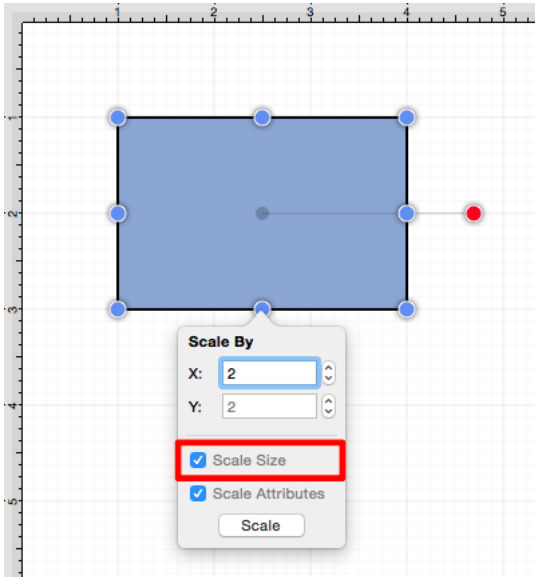 1 2 3 4 5
1
2
3
4
5
Scale By
X: 2
Y: 2
Scale Size
Scale Attributes
Scale